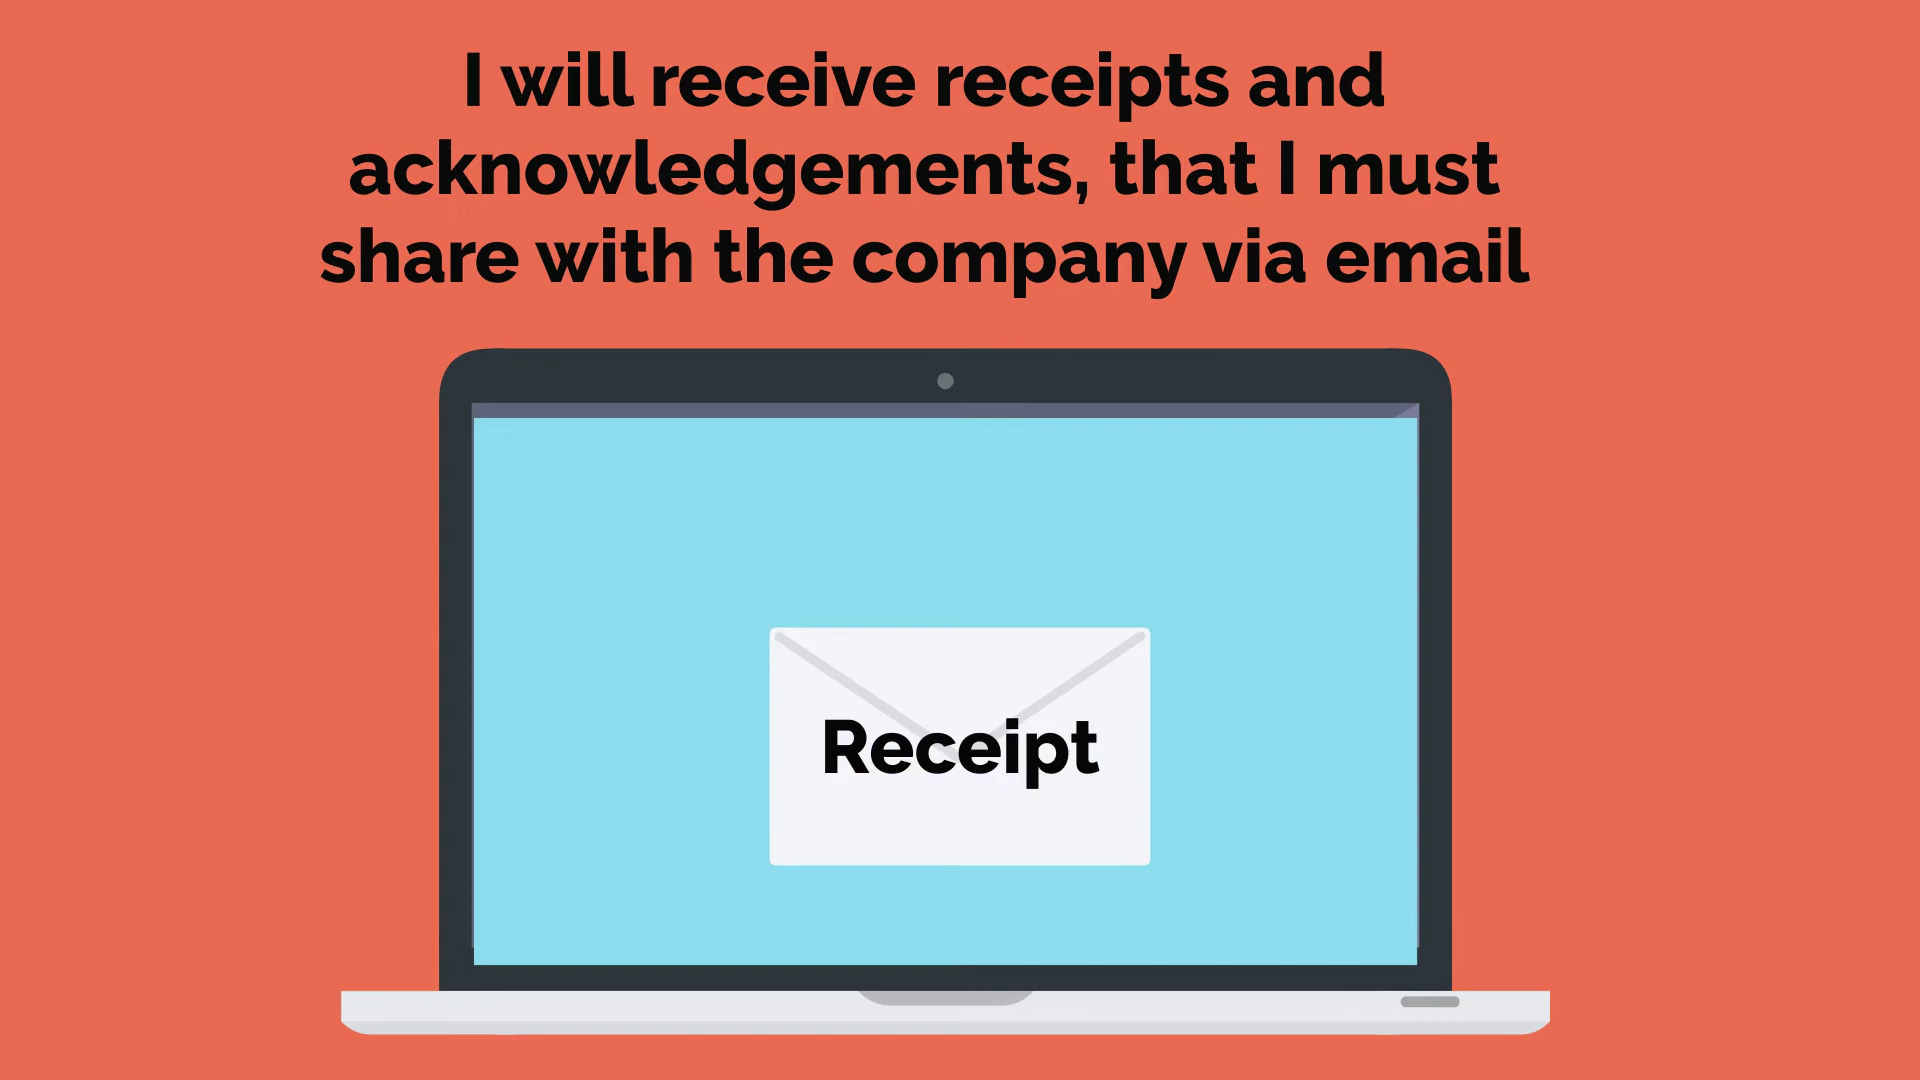 I will receive receipts and
acknowledgements, that I must
share with the company via email
Receipt